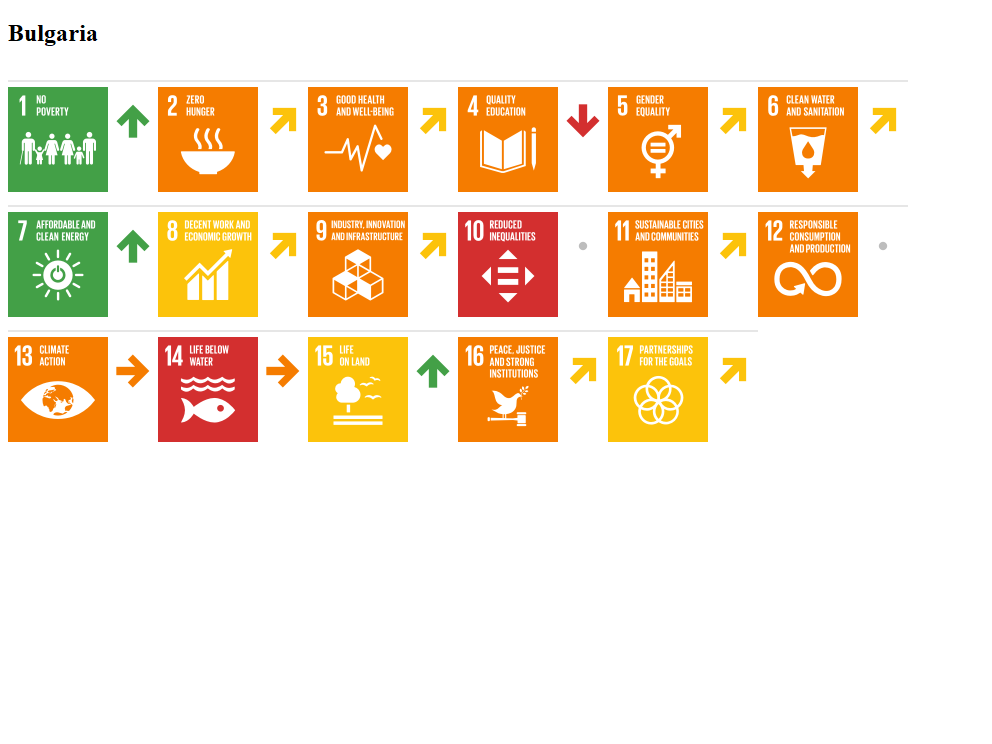 Bulgaria
1 NO
POVERTY
2 ZERO
HUNGER
3 GOOD HEALTH
AND WELL-BEING
4 QUALITY
EDUCATION
5 GENDER
EQUALITY
6 CLEAN WATER
AND SANITATION
7 AFFORDABLE AND
CLEAN ENERGY
8 DECENT WORK AND
ECONOMIC GROWTH
9 INDUSTRY, INNOVATION
AND INFRASTRUCTURE
10 REDUCED
INEQUALITIES
11 SUSTAINABLE CITIES
AND COMMUNITIES
12 RESPONSIBLE
CONSUMPTION
AND PRODUCTION
13 CLIMATE
ACTION
14 LIFE BELOW
WATER
15 LIFE
ON LAND
16 PEACE, JUSTICE
AND STRONG
INSTITUTIONS
17 PARTNERSHIPS
FOR THE GOALS